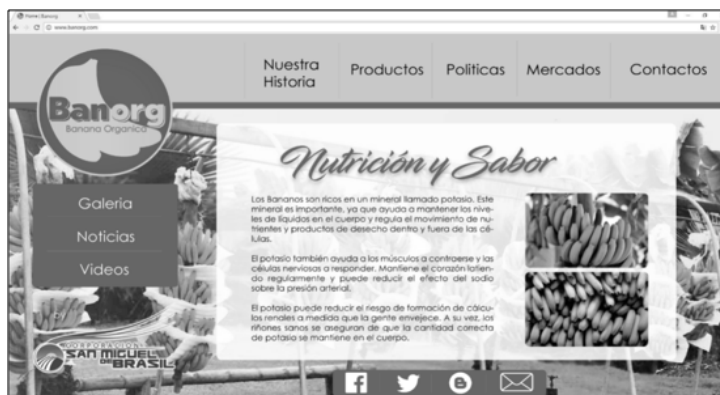 Home | Banorg
www.banorg.com
Nuestra
Historia
Productos
Políticas
Mercados
Contactos
Banorg
Banana Organica
Galeria
Noticias
Videos
Nutrición y Sabor
Los Bananos son ricos en un mineral llamado potasio. Este
mineral es importante, ya que ayuda a mantener los nive-
les de líquidos en el cuerpo y regula el movimiento de nu-
trientes y productos de desecho dentro y fuera de las cé-
lulas.
El potasio también ayuda a los músculos a contraerse y las
células nerviosas a responder. Mantiene el corazón latien-
do regularmente y puede reducir el efecto del sodio
sobre la presión arterial.
El potasio puede reducir el riesgo de formación de cálcu-
los renales a medida que la gente envejece. A su vez, los
riñones sanos se aseguran de que la cantidad correcta
de potasio se mantiene en el cuerpo.
CORPORACION
SAN MIGUEL
DE BRASIL